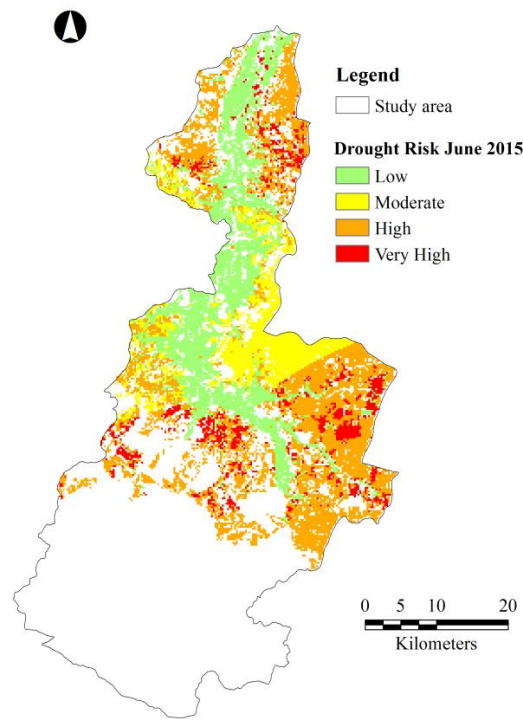 Legend
Study area
Drought Risk June 2015
Low
Moderate
High
Very High
0 5 10 20
Kilometers